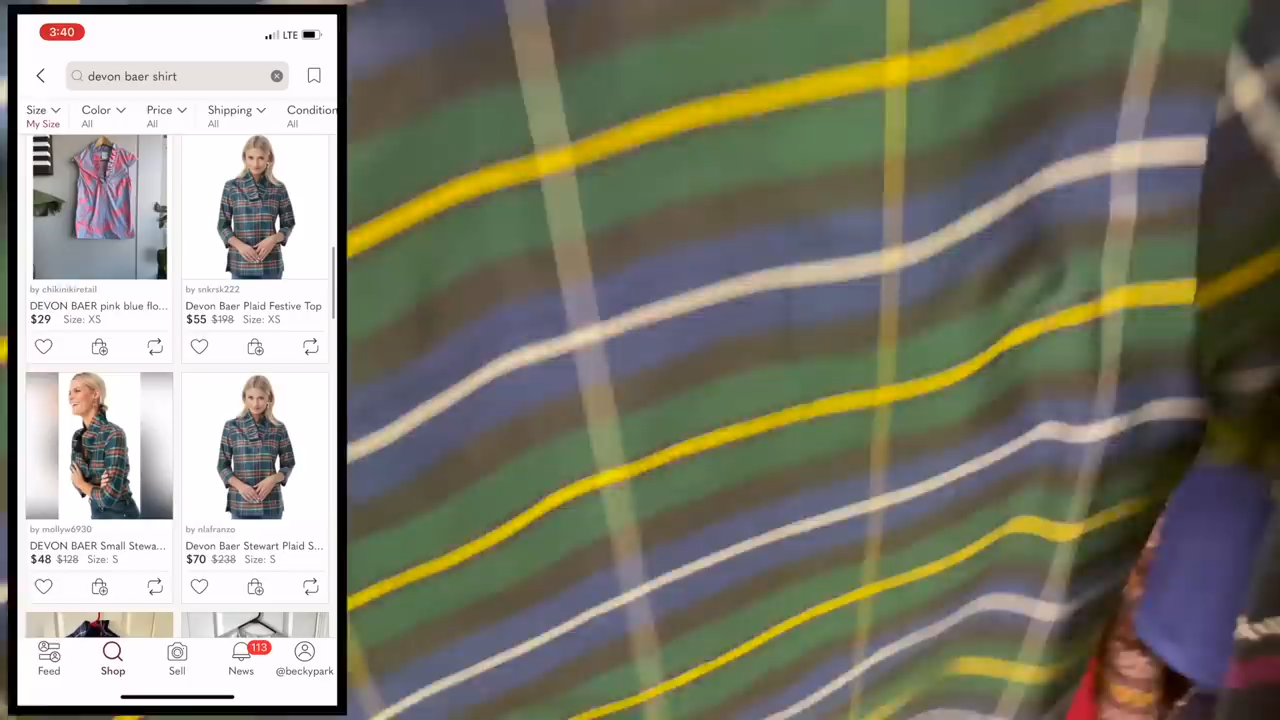 3:40
LTE
devon baer shirt
Size Color Price Shipping Condition
My Size All All All All
by chikinikiretail
DEVON BAER pink blue flo...
$29 Size: XS
by snkrsk222
Devon Baer Plaid Festive Top
$55 $198 Size: XS
by mollyw6930
DEVON BAER Small Stewa...
$48 $128 Size: S
by nlafranzo
Devon Baer Stewart Plaid S...
$70 $238 Size: S
113
Feed Shop Sell News @beckypark